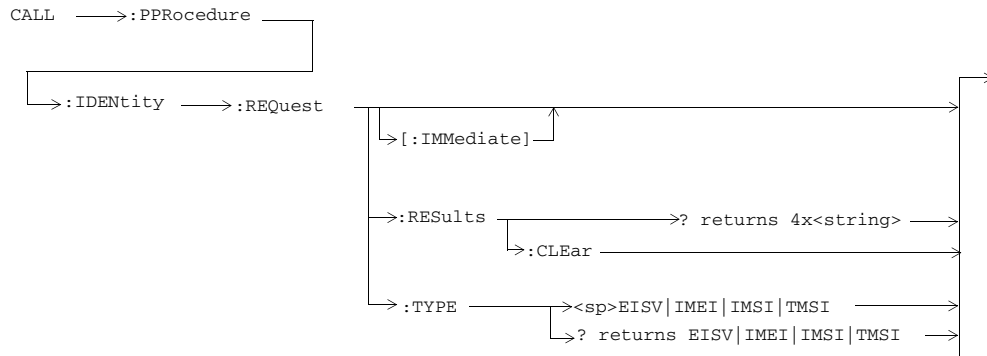 CALL :PPRocedure
:IDENtity :REQuest
[:IMMediate]
:RESults ? returns 4x<string>
:CLEar
:TYPE <sp>EISV|IMEI|IMSI|TMSI
? returns EISV|IMEI|IMSI|TMSI